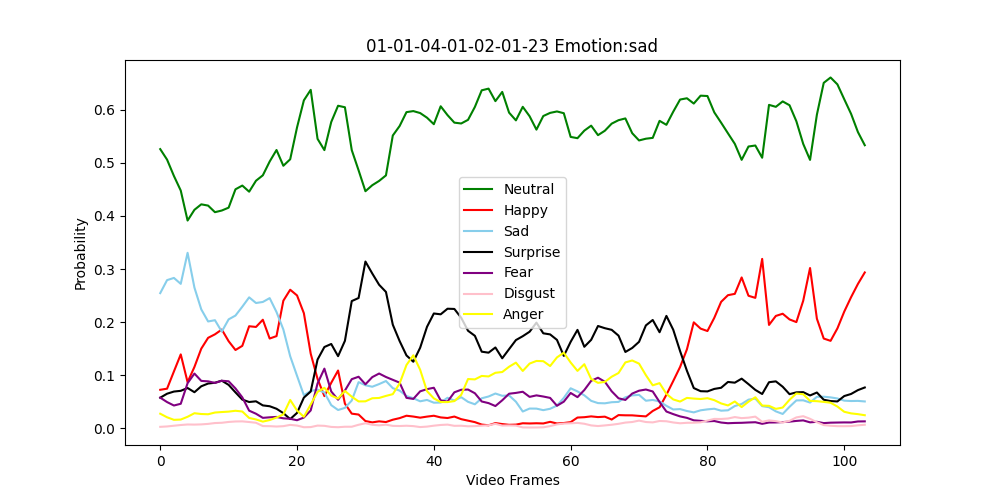 01-01-04-01-02-01-23 Emotion:sad
Probability
0.6
0.5
0.4
0.3
0.2
0.1
0.0
Neutral
Happy
Sad
Surprise
Fear
Disgust
Anger
0 20 40 60 80 100
Video Frames